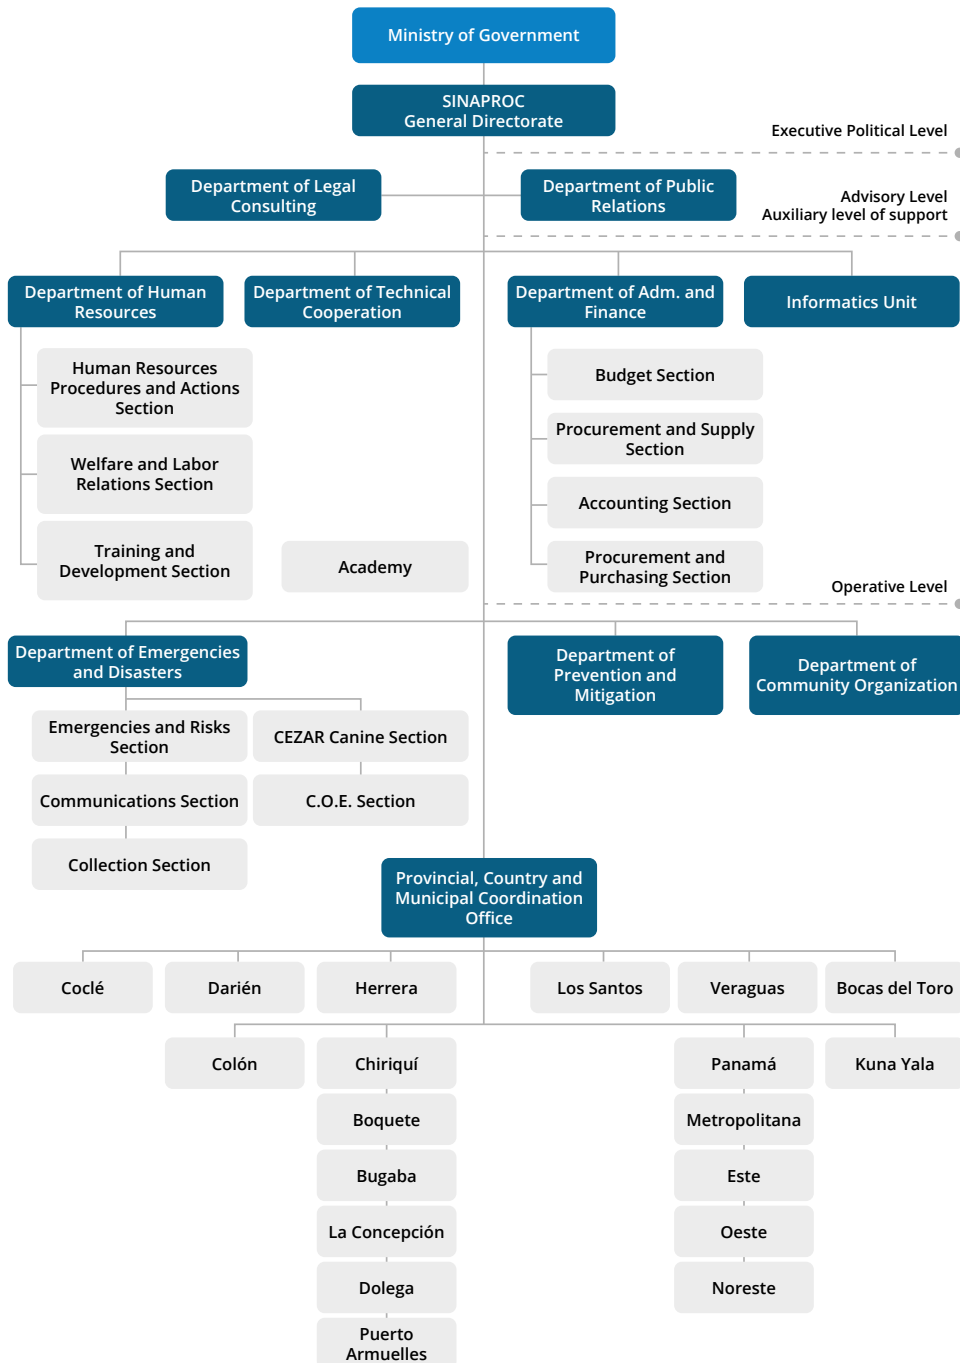 Ministry of Government
SINAPROC
General Directorate
Executive Political Level
Department of Legal
Consulting
Department of Public
Relations
Advisory Level
Auxiliary level of support
Department of Human
Resources
Department of Technical
Cooperation
Department of Adm. and
Finance
Informatics Unit
Human Resources
Procedures and Actions
Section
Welfare and Labor
Relations Section
Training and
Development Section
Academy
Budget Section
Procurement and Supply
Section
Accounting Section
Procurement and
Purchasing Section
Operative Level
Department of Emergencies
and Disasters
Department of
Prevention and
Mitigation
Department of
Community Organization
Emergencies and Risks
Section
CEZAR Canine Section
Communications Section
C.O.E. Section
Collection Section
Provincial, Country and
Municipal Coordination
Office
Coclé
Darién
Herrera
Los Santos
Veraguas
Bocas del Toro
Colón
Chiriquí
Panamá
Kuna Yala
Boquete
Metropolitana
Bugaba
Este
La Concepción
Oeste
Dolega
Noreste
Puerto
Armuelles